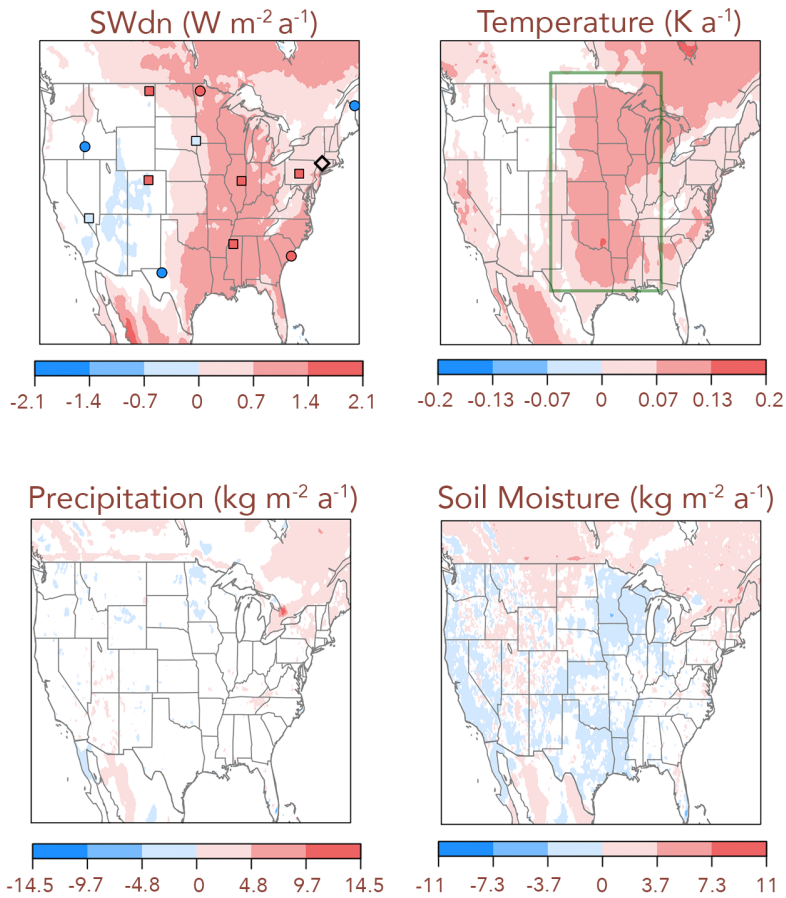 SWdn (W m⁻² a⁻¹)
Temperature (K a⁻¹)
-2.1 -1.4 -0.7 0 0.7 1.4 2.1
-0.2 -0.13 -0.07 0 0.07 0.13 0.2
Precipitation (kg m⁻² a⁻¹)
Soil Moisture (kg m⁻² a⁻¹)
-14.5 -9.7 -4.8 0 4.8 9.7 14.5
-11 -7.3 -3.7 0 3.7 7.3 11